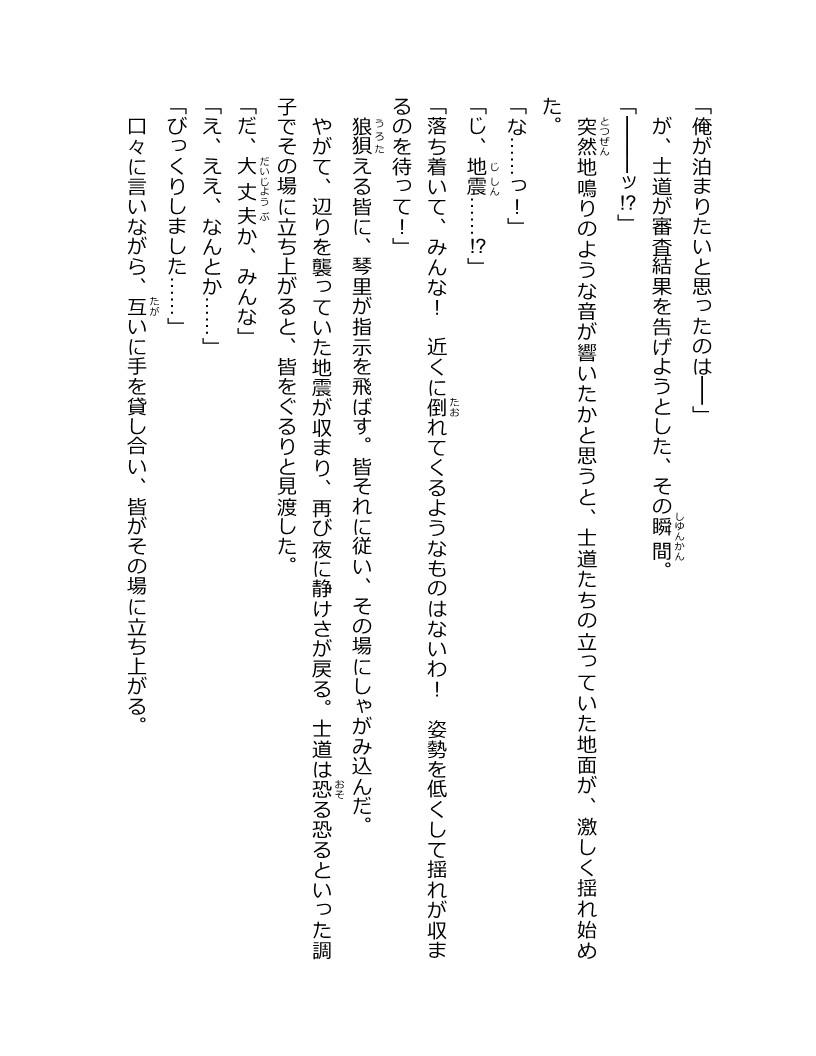 「俺が泊まりたいと思ったのは──」
　が、士道が審査結果を告げようとした、その瞬間。
「───ッ!?」
　突然地鳴りのような音が響いたかと思うと、士道たちの立っていた地面が、激しく揺れ始め
た。
「な……っ！」
「じ、地震……!?」
「落ち着いて、みんな！　近くに倒れてくるようなものはないわ！　姿勢を低くして揺れが収ま
るのを待って！」
　狼狽える皆に、琴里が指示を飛ばす。皆それに従い、その場にしゃがみ込んだ。
　やがて、辺りを襲っていた地震が収まり、再び夜に静けさが戻る。士道は恐る恐るといった調
子でその場に立ち上がると、皆をぐるりと見渡した。
「だ、大丈夫か、みんな」
「え、ええ、なんとか……」
「びっくりしました……」
　口々に言いながら、互いに手を貸し合い、皆がその場に立ち上がる。